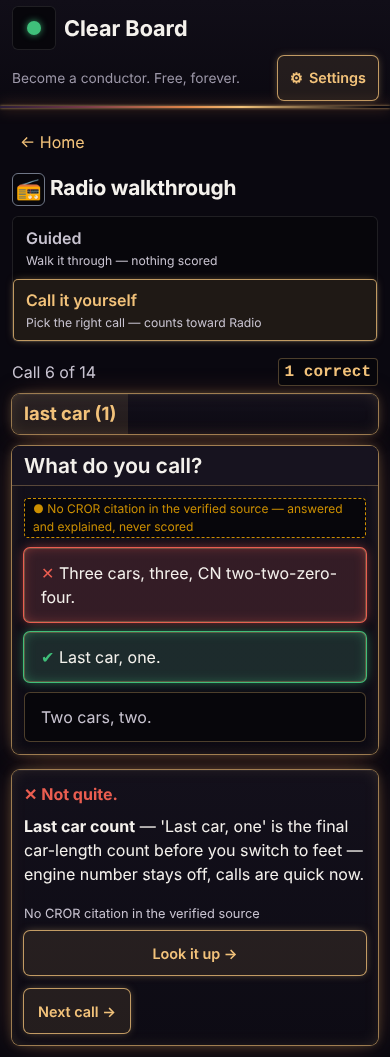 Clear Board
Become a conductor. Free, forever.
⚙ Settings
← Home
📻 Radio walkthrough
Guided
Walk it through — nothing scored
Call it yourself
Pick the right call — counts toward Radio
Call 6 of 14
1 correct
last car (1)
What do you call?
● No CROR citation in the verified source — answered
and explained, never scored
✕ Three cars, three, CN two-two-zero-
four.
✔ Last car, one.
Two cars, two.
✕ Not quite.
Last car count — 'Last car, one' is the final
car-length count before you switch to feet —
engine number stays off, calls are quick now.
No CROR citation in the verified source
Look it up →
Next call →